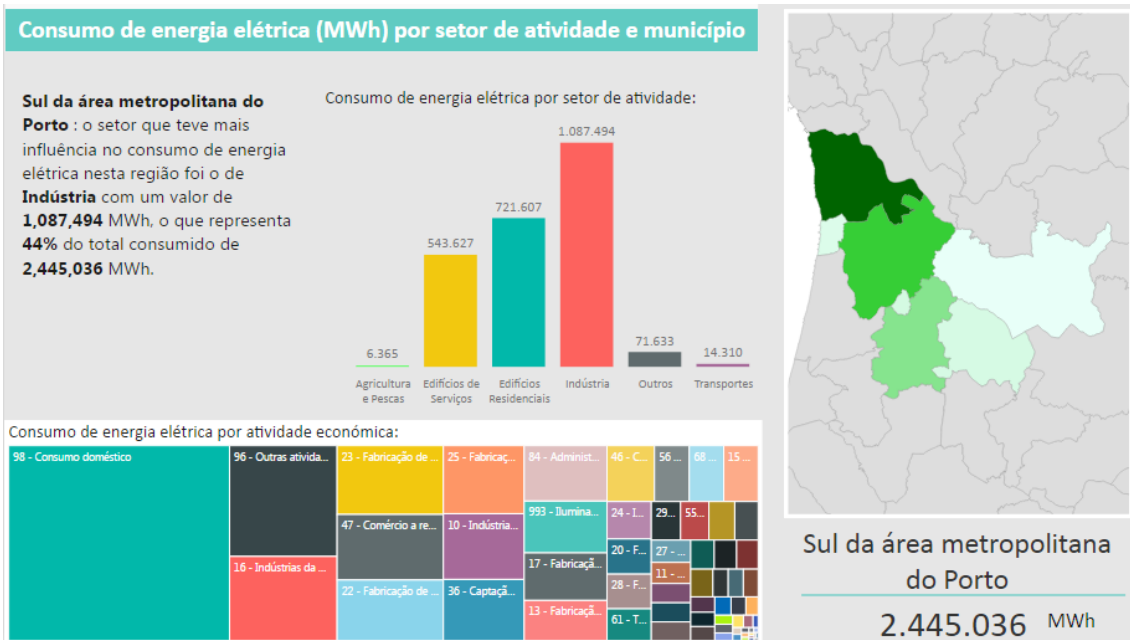 Consumo de energia elétrica (MWh) por setor de atividade e município
Sul da área metropolitana do
Porto : o setor que teve mais
influência no consumo de energia
elétrica nesta região foi o de
Indústria com um valor de
1,087,494 MWh, o que representa
44% do total consumido de
2,445,036 MWh.
Consumo de energia elétrica por setor de atividade:
6.365
543.627
721.607
1.087.494
71.633
14.310
Agricultura
e Pescas
Edifícios de
Serviços
Edifícios
Residenciais
Indústria
Outros
Transportes
Consumo de energia elétrica por atividade económica:
98 - Consumo doméstico
96 - Outras ativida...
16 - Indústrias da ...
23 - Fabricação de ...
47 - Comércio a re...
22 - Fabricação de ...
25 - Fabricaç...
10 - Indústria...
36 - Captaçã...
84 - Administ...
993 - Ilumina...
17 - Fabricaçã...
13 - Fabricaçã...
46 - C...
24 - I...
20 - F...
28 - F...
61 - T...
56 ...
68 ...
15 ...
29...
55...
27 - ...
11 - ...
Sul da área metropolitana
do Porto
2.445.036 MWh